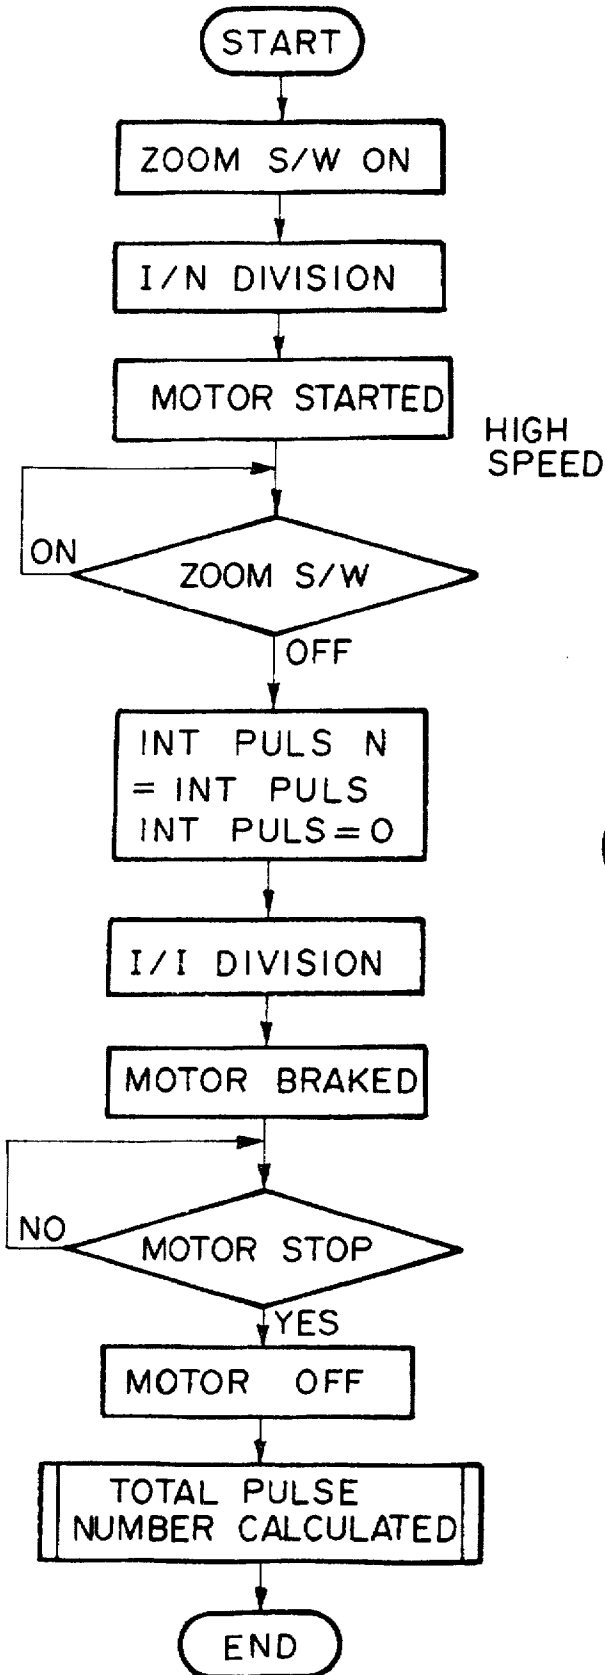 START
ZOOM S/W ON
I/N DIVISION
MOTOR STARTED
HIGH
SPEED
ON
ZOOM S/W
OFF
INT PULS N
= INT PULS
INT PULS = O
I/I DIVISION
MOTOR BRAKED
NO
MOTOR STOP
YES
MOTOR OFF
TOTAL PULSE
NUMBER CALCULATED
END